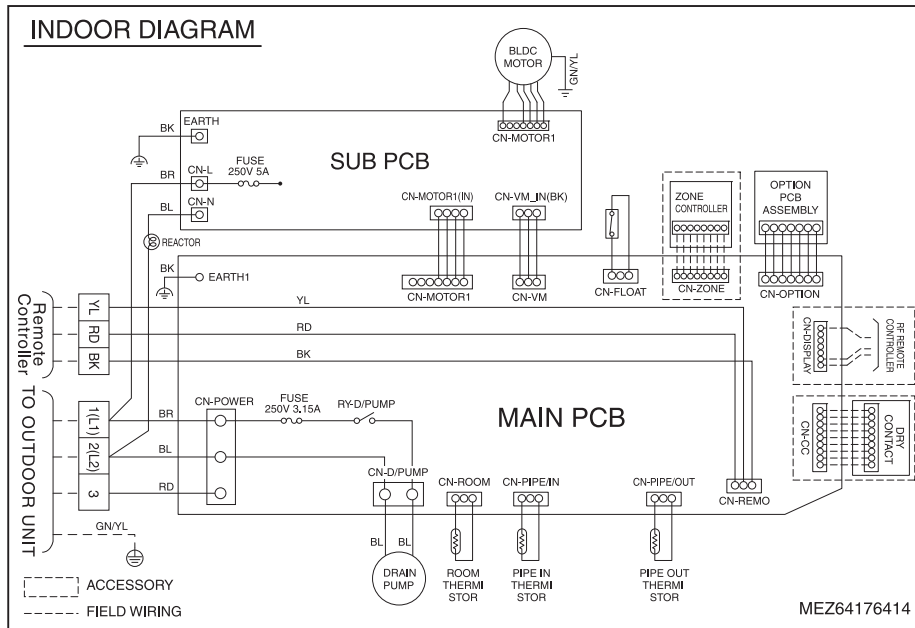 INDOOR DIAGRAM
BLDC
MOTOR
GN/YL
CN-MOTOR1
EARTH
BK
SUB PCB
CN-L
FUSE
250V 5A
BR
CN-N
BL
REACTOR
CN-MOTOR1(IN)
CN-VM_IN(BK)
ZONE
CONTROLLER
OPTION
PCB
ASSEMBLY
BK
EARTH1
CN-MOTOR1
CN-VM
CN-FLOAT
CN-ZONE
CN-OPTION
Remote
Controller
YL
RD
BK
YL
RD
BK
CN-DISPLAY
RF REMOTE
CONTROLLER
TO OUTDOOR UNIT
1(L1)
2(L2)
3
BR
BL
RD
GN/YL
CN-POWER
FUSE
250V 3.15A
RY-D/PUMP
MAIN PCB
CN-CC
DRY
CONTACT
CN-D/PUMP
CN-ROOM
CN-PIPE/IN
CN-PIPE/OUT
CN-REMO
BL
BL
DRAIN
PUMP
ROOM
THERMI
STOR
PIPE IN
THERMI
STOR
PIPE OUT
THERMI
STOR
ACCESSORY
FIELD WIRING
MEZ64176414